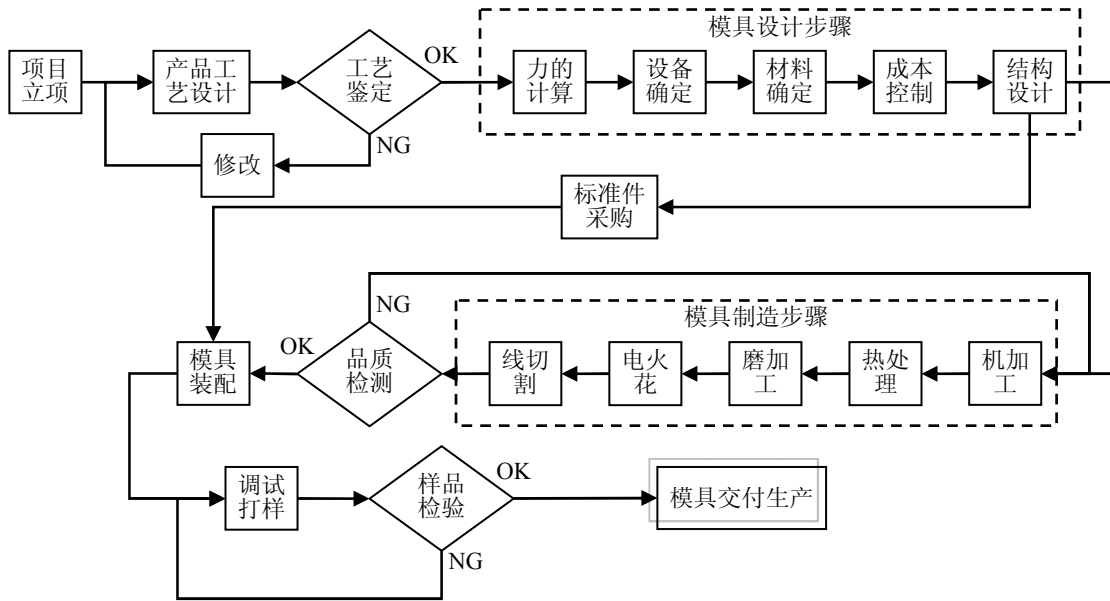 模具设计步骤
项目
立项
产品工
艺设计
工艺
鉴定
OK
力的
计算
设备
确定
材料
确定
成本
控制
结构
设计
NG
修改
标准件
采购
NG
模具制造步骤
模具
装配
OK
品质
检测
线切
割
电火
花
磨加
工
热处
理
机加
工
调试
打样
样品
检验
OK
模具交付生产
NG